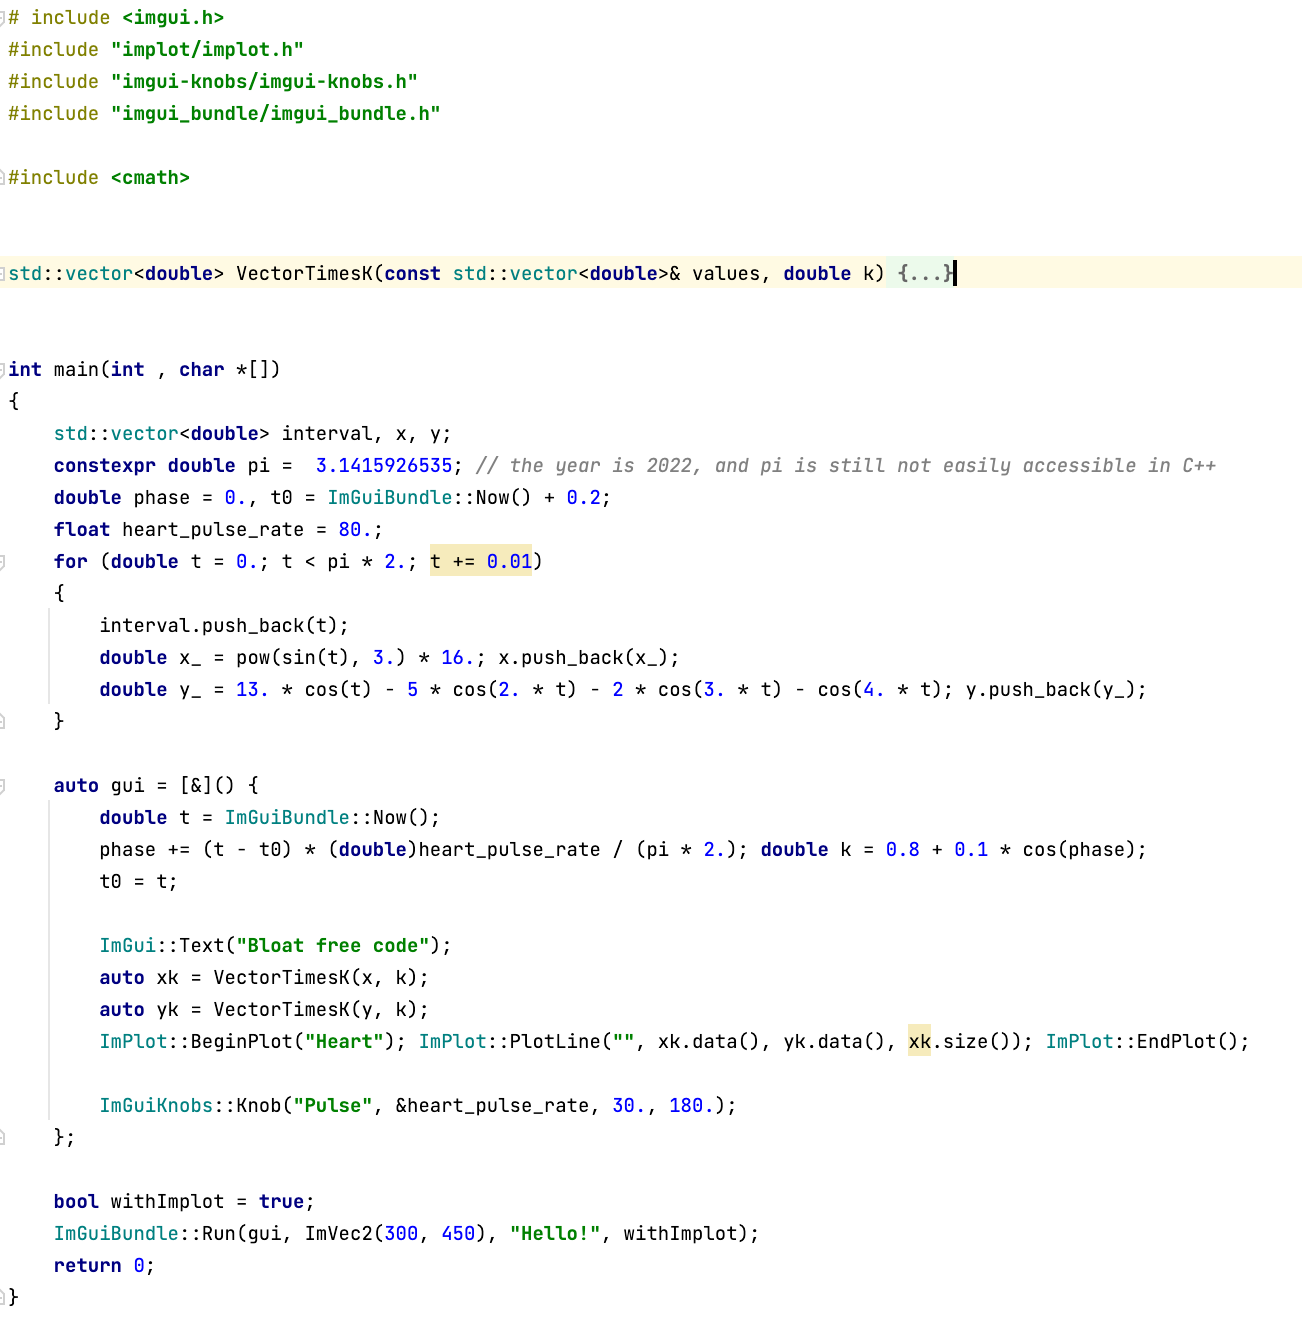 # include <imgui.h>
#include "implot/implot.h"
#include "imgui-knobs/imgui-knobs.h"
#include "imgui_bundle/imgui_bundle.h"

#include <cmath>


std::vector<double> VectorTimesK(const std::vector<double>& values, double k) {...}


int main(int , char *[])
{
    std::vector<double> interval, x, y;
    constexpr double pi =  3.1415926535; // the year is 2022, and pi is still not easily accessible in C++
    double phase = 0., t0 = ImGuiBundle::Now() + 0.2;
    float heart_pulse_rate = 80.;
    for (double t = 0.; t < pi * 2.; t += 0.01)
    {
        interval.push_back(t);
        double x_ = pow(sin(t), 3.) * 16.; x.push_back(x_);
        double y_ = 13. * cos(t) - 5 * cos(2. * t) - 2 * cos(3. * t) - cos(4. * t); y.push_back(y_);
    }

    auto gui = [&]() {
        double t = ImGuiBundle::Now();
        phase += (t - t0) * (double)heart_pulse_rate / (pi * 2.); double k = 0.8 + 0.1 * cos(phase);
        t0 = t;

        ImGui::Text("Bloat free code");
        auto xk = VectorTimesK(x, k);
        auto yk = VectorTimesK(y, k);
        ImPlot::BeginPlot("Heart"); ImPlot::PlotLine("", xk.data(), yk.data(), xk.size()); ImPlot::EndPlot();

        ImGuiKnobs::Knob("Pulse", &heart_pulse_rate, 30., 180.);
    };

    bool withImplot = true;
    ImGuiBundle::Run(gui, ImVec2(300, 450), "Hello!", withImplot);
    return 0;
}